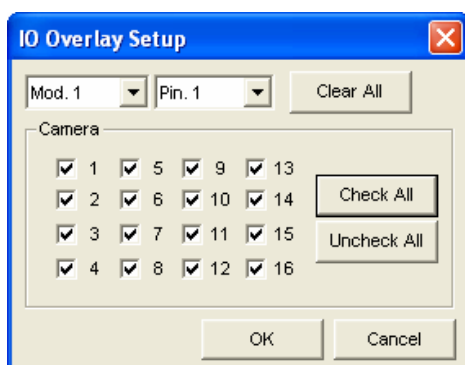 IO Overlay Setup
Mod. 1 Pin. 1 Clear All
Camera
1 5 9 13
Check All
2 6 10 14
3 7 11 15
Uncheck All
4 8 12 16
OK Cancel